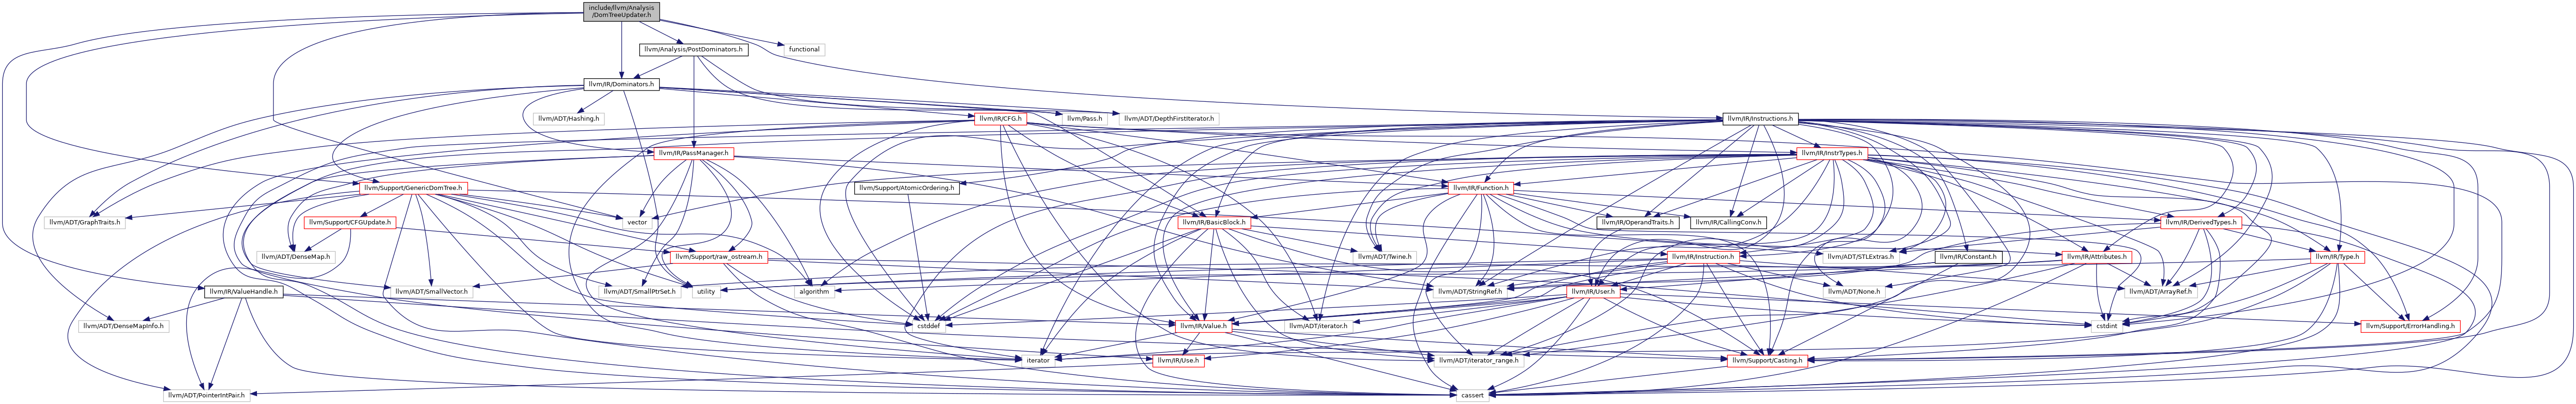 include/llvm/Analysis
/DomTreeUpdater.h
llvm/Analysis/PostDominators.h
functional
llvm/IR/Dominators.h
llvm/ADT/Hashing.h
llvm/IR/CFG.h
llvm/Pass.h
llvm/ADT/DepthFirstIterator.h
llvm/IR/Instructions.h
llvm/IR/PassManager.h
llvm/IR/InstrTypes.h
llvm/Support/GenericDomTree.h
llvm/Support/AtomicOrdering.h
llvm/IR/Function.h
llvm/ADT/GraphTraits.h
llvm/Support/CFGUpdate.h
vector
llvm/IR/BasicBlock.h
llvm/IR/OperandTraits.h
llvm/IR/CallingConv.h
llvm/IR/DerivedTypes.h
llvm/ADT/DenseMap.h
llvm/Support/raw_ostream.h
llvm/ADT/Twine.h
llvm/IR/Instruction.h
llvm/ADT/STLExtras.h
llvm/IR/Constant.h
llvm/IR/Attributes.h
llvm/IR/Type.h
llvm/IR/ValueHandle.h
llvm/ADT/SmallVector.h
llvm/ADT/SmallPtrSet.h
utility
algorithm
llvm/ADT/StringRef.h
llvm/IR/User.h
llvm/ADT/None.h
llvm/ADT/ArrayRef.h
llvm/ADT/DenseMapInfo.h
cstddef
llvm/IR/Value.h
llvm/ADT/iterator.h
cstdint
llvm/Support/ErrorHandling.h
iterator
llvm/IR/Use.h
llvm/ADT/iterator_range.h
llvm/Support/Casting.h
llvm/ADT/PointerIntPair.h
cassert